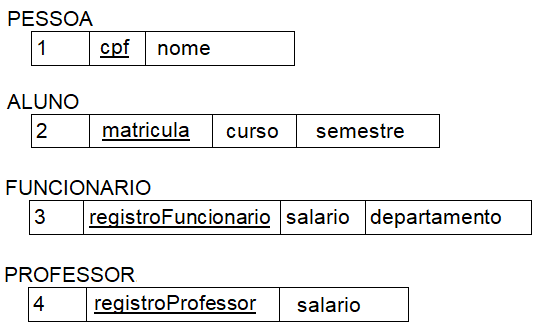 PESSOA
1 cpf nome
ALUNO
2 matricula curso semestre
FUNCIONARIO
3 registroFuncionario salario departamento
PROFESSOR
4 registroProfessor salario